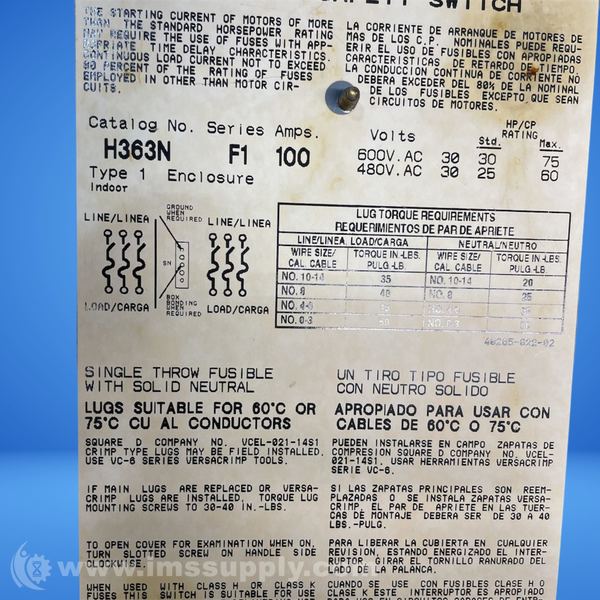 SAFETY SWITCH
THE STARTING CURRENT OF MOTORS OF MORE
THAN THE STANDARD HORSEPOWER RATING
MAY REQUIRE THE USE OF FUSES WITH APP-
ROPRIATE TIME DELAY CHARACTERISTICS.
CONTINUOUS LOAD CURRENT NOT TO EXCEED
80 PERCENT OF THE RATING OF FUSES
EMPLOYED IN OTHER THAN MOTOR CIR-
CUITS.
LA CORRIENTE DE ARRANQUE DE MOTORES DE
MAS DE LOS C.P. NOMINALES PUEDE REQU-
ERIR EL USO DE FUSIBLES CON APROPIADAS
CARACTERISTICAS DE RETARDO DE TIEMPO.
LA CONDUCCION CONTINUA DE CORRIENTE NO
DEBERA EXCEDER DEL 80% DE LA NOMINAL
DE LOS FUSIBLES EXCEPTO QUE SEAN
CIRCUITOS DE MOTORES.
Catalog No. Series Amps.
H363N F1 100
Type 1 Enclosure
Indoor
Volts HP/CP RATING
Std. Max.
600V.AC 30 30 75
480V.AC 30 25 60
LINE/LINEA GROUND WHEN REQUIRED LINE/LINEA
SN
LOAD/CARGA BOX BONDING WHEN REQUIRED LOAD/CARGA
LUG TORQUE REQUIREMENTS
REQUERIMIENTOS DE PAR DE APRIETE
LINE/LINEA, LOAD/CARGA NEUTRAL/NEUTRO
WIRE SIZE/ TORQUE IN-LBS. WIRE SIZE/ TORQUE IN-LBS.
CAL. CABLE PULG.-LB. CAL. CABLE PULG.-LB.
NO. 10-14 35 NO. 10-14 20
NO. 8 40 NO. 8 25
NO. 4-6
NO. 0-3
40265-622-02
SINGLE THROW FUSIBLE
WITH SOLID NEUTRAL
UN TIRO TIPO FUSIBLE
CON NEUTRO SOLIDO
LUGS SUITABLE FOR 60°C OR
75°C CU AL CONDUCTORS
APROPIADO PARA USAR CON
CABLES DE 60°C O 75°C
SQUARE D COMPANY NO. VCEL-021-14S1
CRIMP TYPE LUGS MAY BE FIELD INSTALLED.
USE VC-6 SERIES VERSACRIMP TOOLS.
PUEDEN INSTALARSE EN CAMPO ZAPATAS DE
COMPRESION SQUARE D COMPANY NO. VCEL-
021-14S1. USAR HERRAMIENTAS VERSACRIMP
SERIE VC-6.
IF MAIN LUGS ARE REPLACED OR VERSA-
CRIMP LUGS ARE INSTALLED, TORQUE LUG
MOUNTING SCREWS TO 30-40 IN.-LBS.
SI LAS ZAPATAS PRINCIPALES SON REEM-
PLAZADAS O SE INSTALA ZAPATAS VERSA-
CRIMP, EL PAR DE APRIETE EN LAS TUER-
CAS DE MONTAJE DEBERA SER DE 30 A 40
LBS.-PULG.
TO OPEN COVER FOR EXAMINATION WHEN ON,
TURN SLOTTED SCREW ON HANDLE SIDE
CLOCKWISE.
PARA LIBERAR LA CUBIERTA EN CUALQUIER
REVISION, ESTANDO ENERGIZADO EL INTER-
RUPTOR, GIRAR EL TORNILLO RANURADO DEL
LADO DE LA PALANCA.
WHEN USED WITH CLASS H OR CLASS K
FUSES THIS SWITCH IS SUITABLE FOR USE
CUANDO SE USE CON FUSIBLES CLASE H O
CLASE K ESTE INTERRUPTOR ES APROPIADO
www.imssupply.com